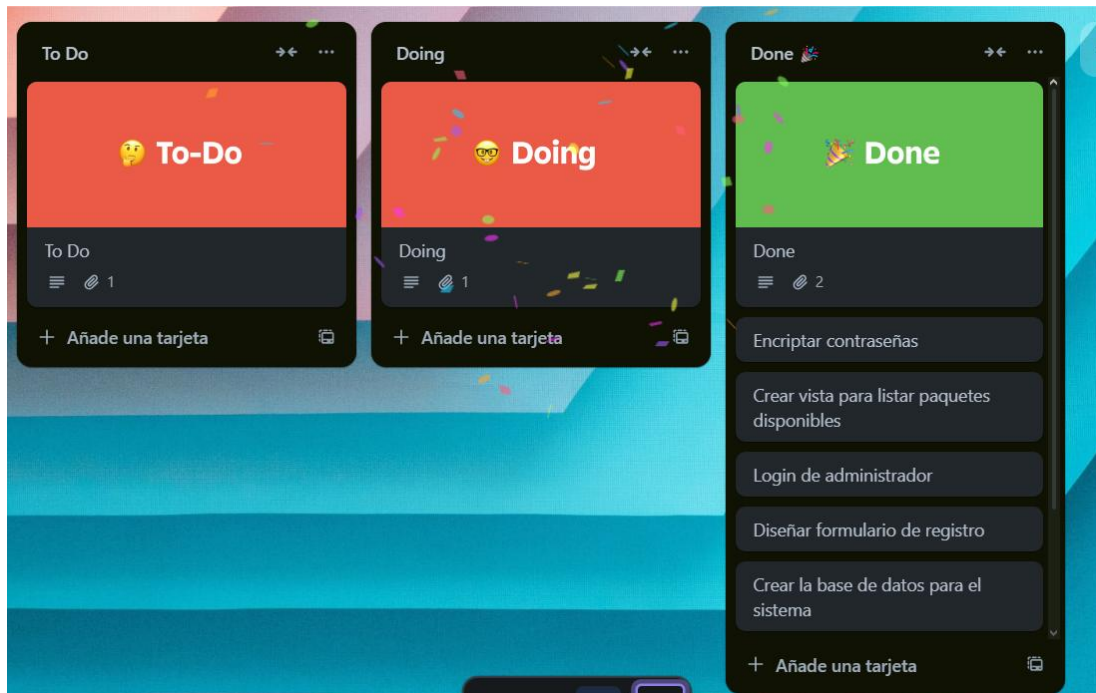 To Do
🤔 To-Do
To Do
1
+ Añade una tarjeta
Doing
🤓 Doing
Doing
1
+ Añade una tarjeta
Done 🎉
🎉 Done
Done
2
Encriptar contraseñas
Crear vista para listar paquetes
disponibles
Login de administrador
Diseñar formulario de registro
Crear la base de datos para el
sistema
+ Añade una tarjeta